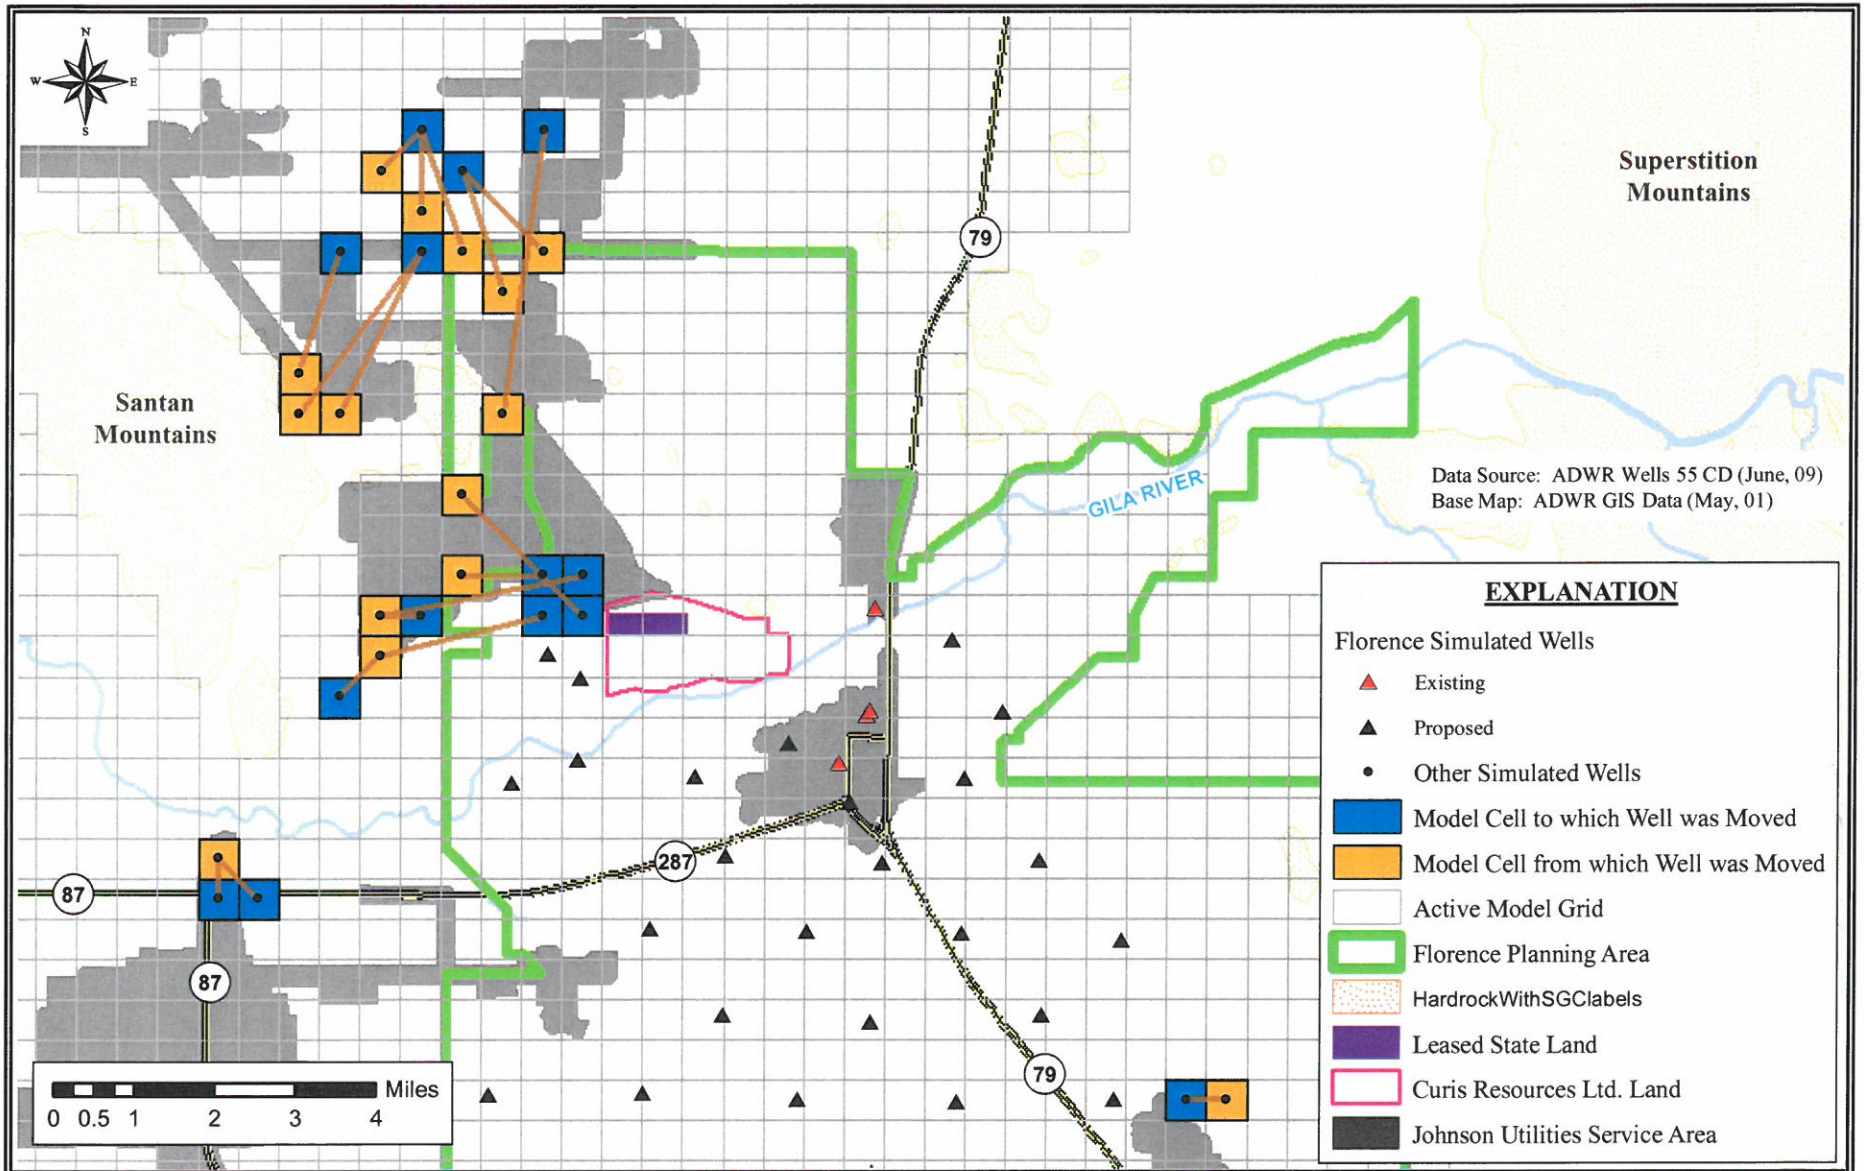 N
W
E
S
Superstition
Mountains
79
Santan
Mountains
GILA RIVER
Data Source: ADWR Wells 55 CD (June, 09)
Base Map: ADWR GIS Data (May, 01)
EXPLANATION
Florence Simulated Wells
Existing
Proposed
Other Simulated Wells
Model Cell to which Well was Moved
Model Cell from which Well was Moved
Active Model Grid
Florence Planning Area
HardrockWithSGClabels
Leased State Land
Curis Resources Ltd. Land
Johnson Utilities Service Area
287
87
87
79
Miles
0 0.5 1 2 3 4